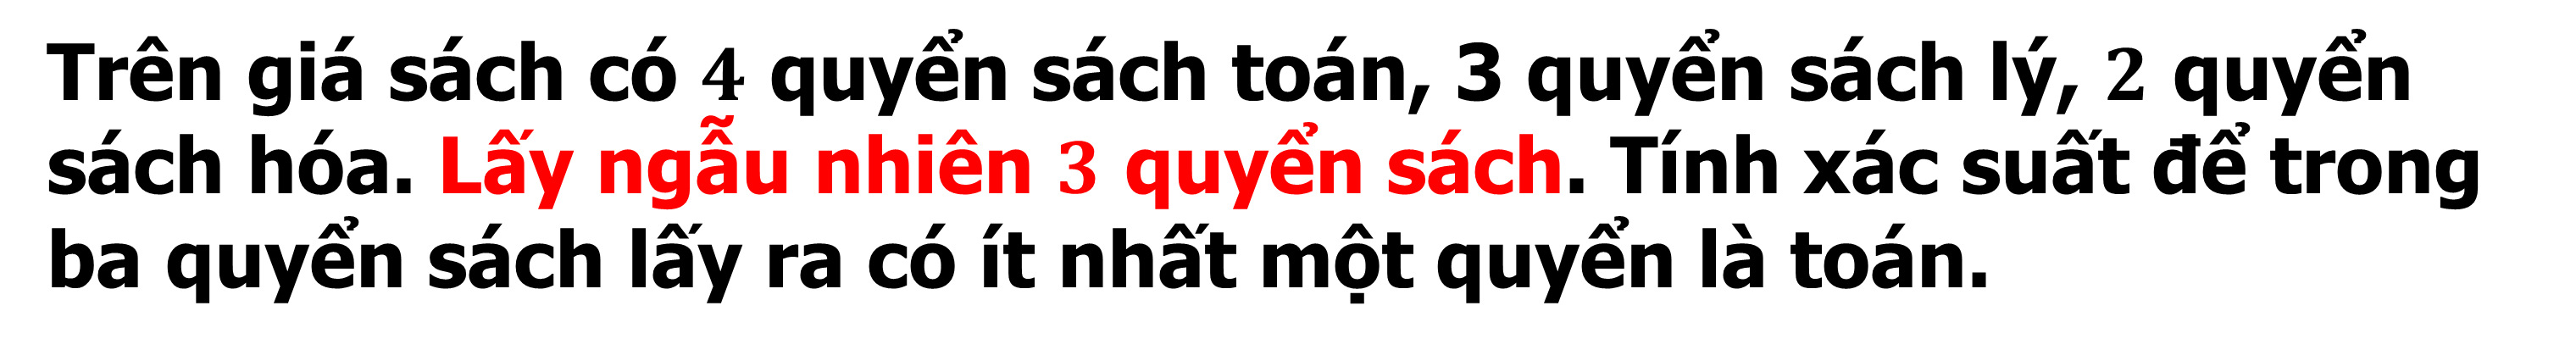 Trên giá sách có 4 quyển sách toán, 3 quyển sách lý, 2 quyển
sách hóa. Lấy ngẫu nhiên 3 quyển sách. Tính xác suất để trong
ba quyển sách lấy ra có ít nhất một quyển là toán.